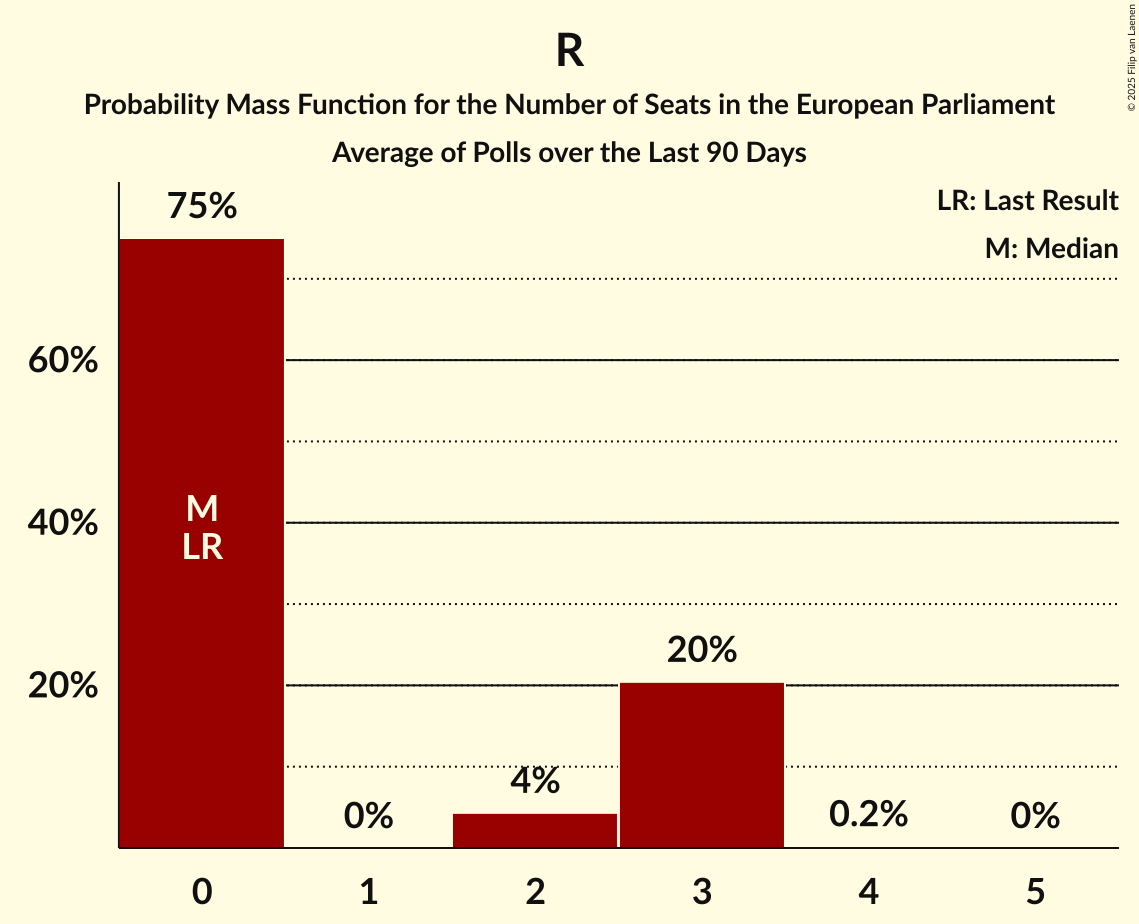 R
Probability Mass Function for the Number of Seats in the European Parliament
Average of Polls over the Last 90 Days
© 2025 Filip van Laenen
LR: Last Result
M: Median
75%
60%
M
40%
LR
20%
20%
4%
0%
0.2%
0%
0 1 2 3 4 5